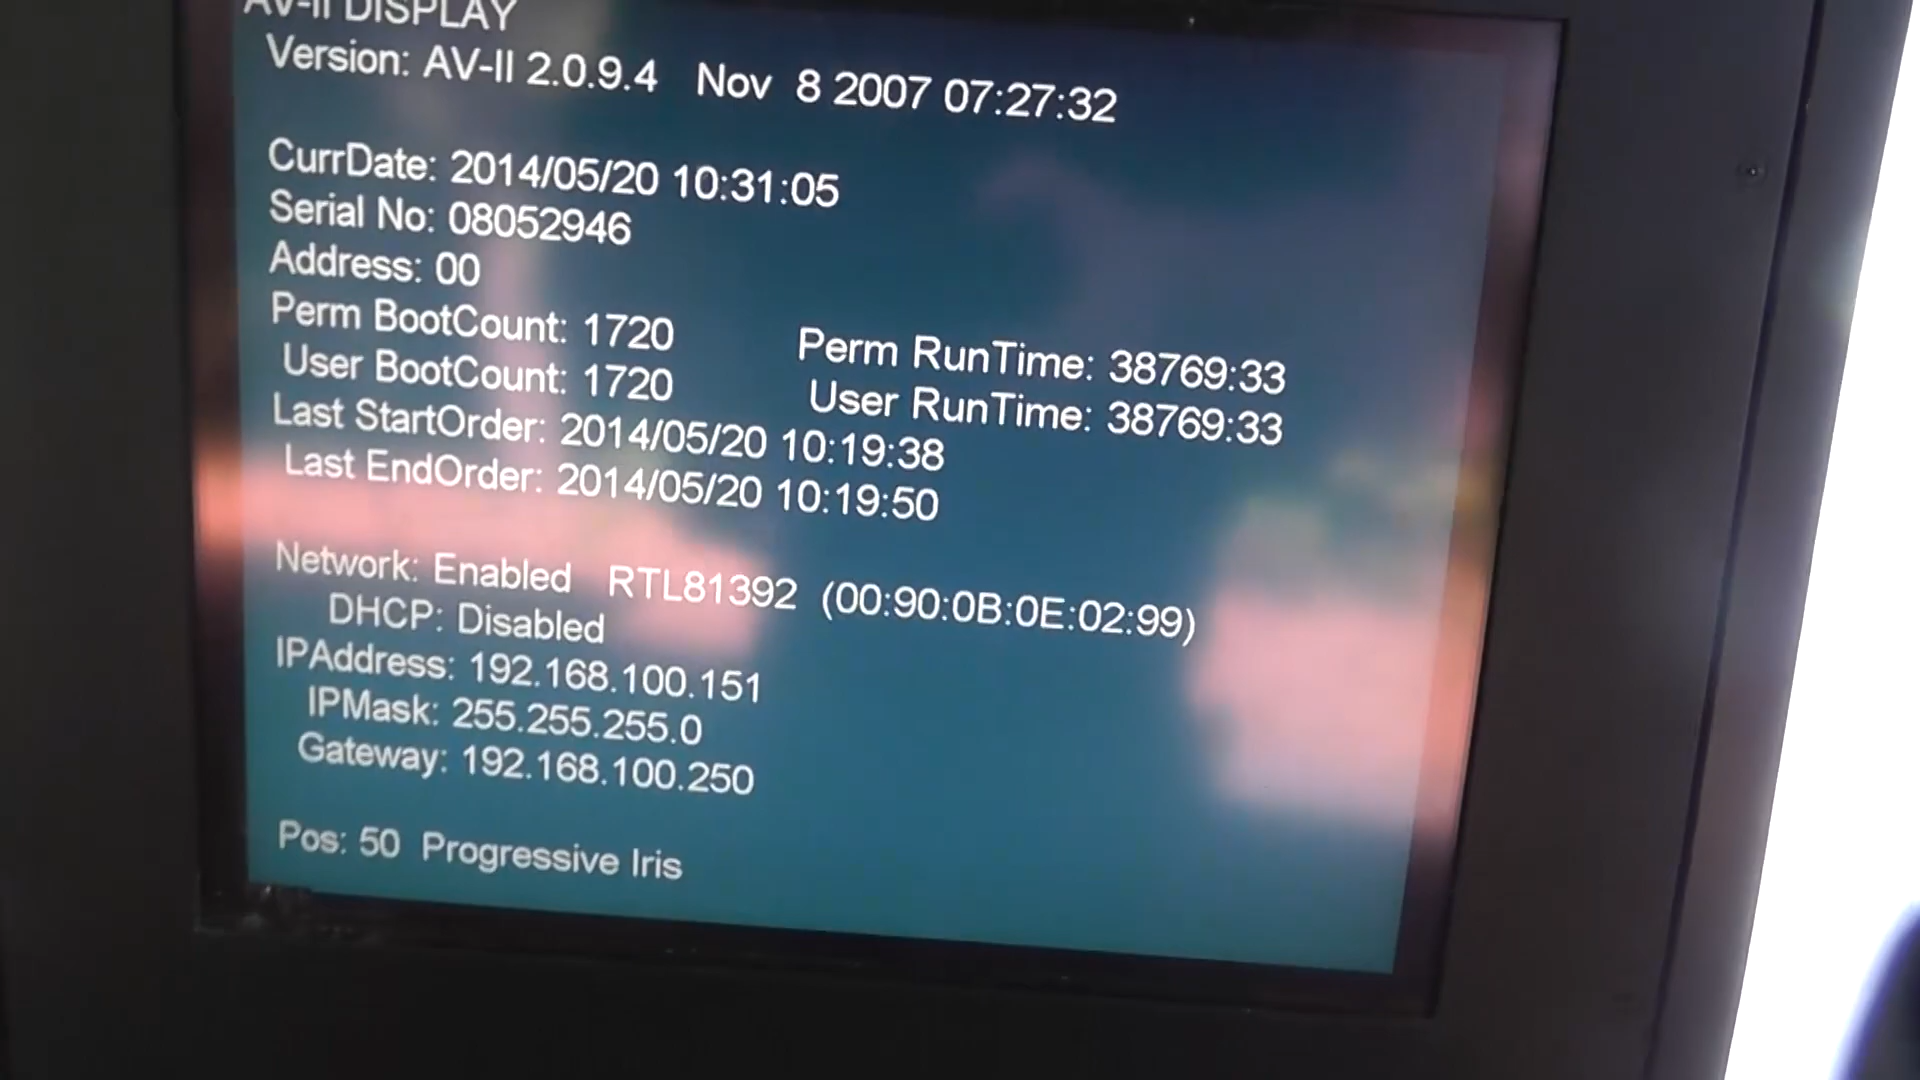 AV-II DISPLAY
Version: AV-II 2.0.9.4 Nov 8 2007 07:27:32
CurrDate: 2014/05/20 10:31:05
Serial No: 08052946
Address: 00
Perm BootCount: 1720 Perm RunTime: 38769:33
User BootCount: 1720 User RunTime: 38769:33
Last StartOrder: 2014/05/20 10:19:38
Last EndOrder: 2014/05/20 10:19:50
Network: Enabled RTL81392 (00:90:0B:0E:02:99)
DHCP: Disabled
IPAddress: 192.168.100.151
IPMask: 255.255.255.0
Gateway: 192.168.100.250
Pos: 50 Progressive Iris